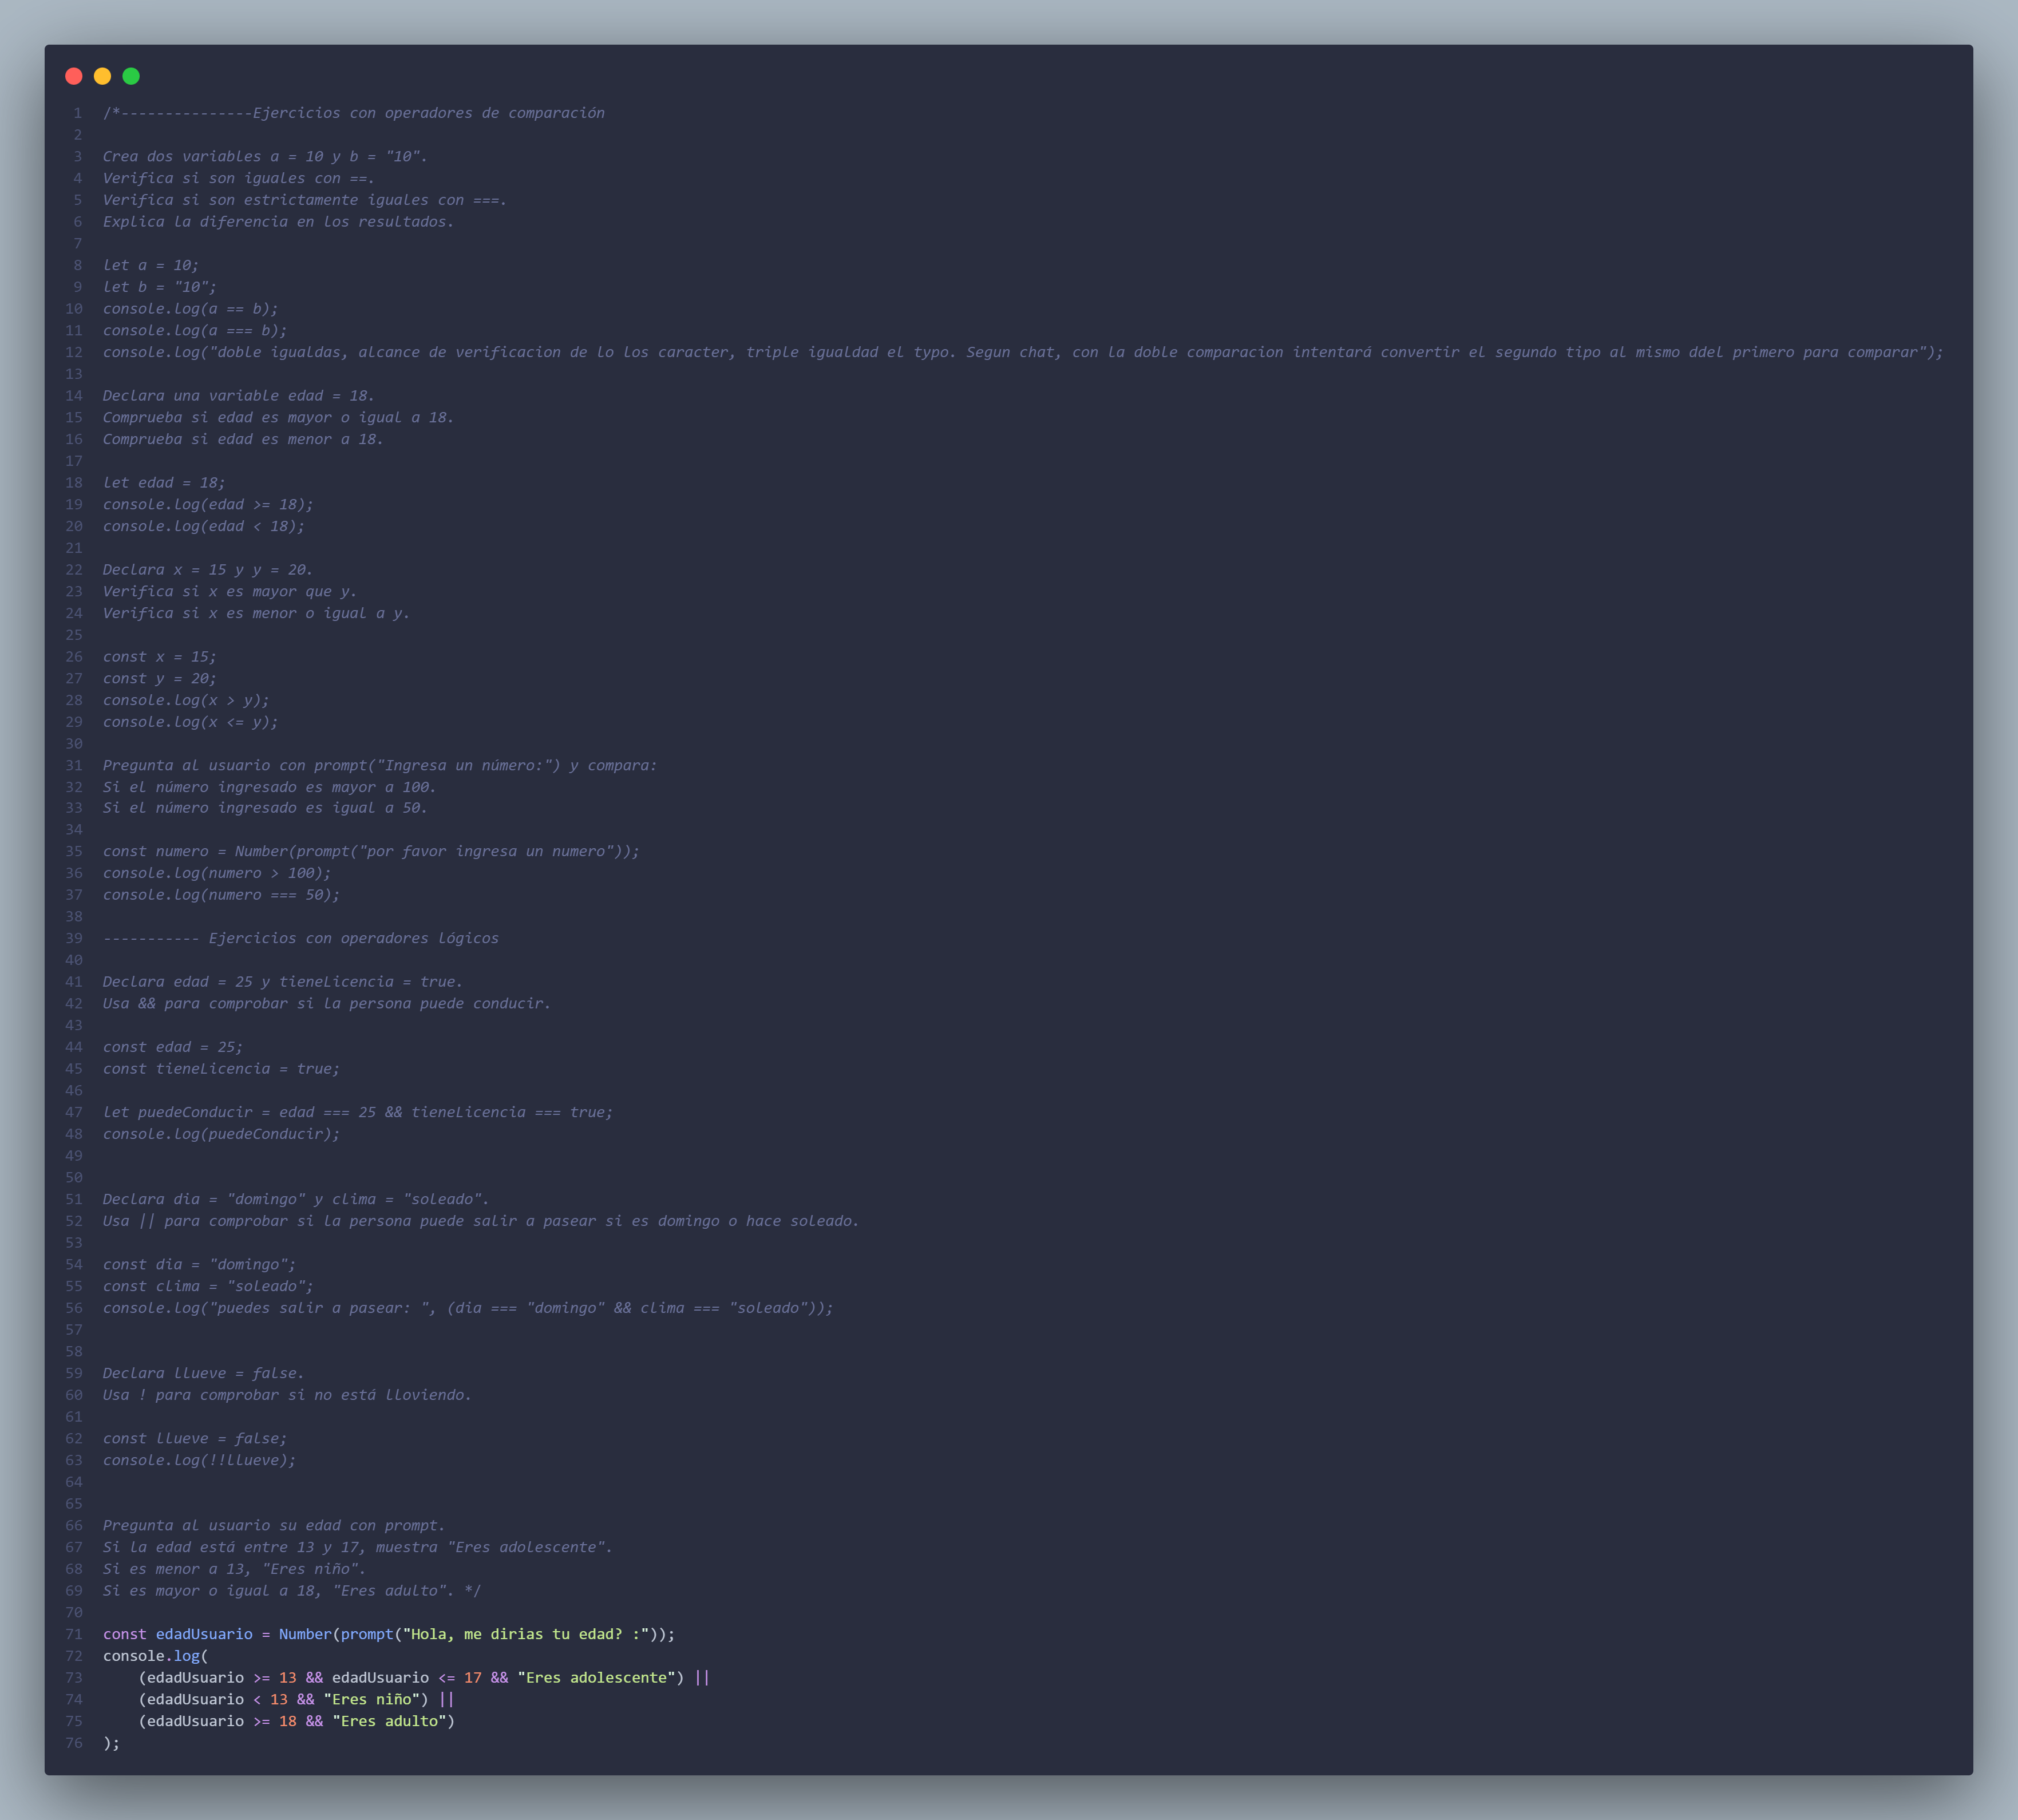 1 /*---------------Ejercicios con operadores de comparación
2
3 Crea dos variables a = 10 y b = "10".
4 Verifica si son iguales con ==.
5 Verifica si son estrictamente iguales con ===.
6 Explica la diferencia en los resultados.
7
8 let a = 10;
9 let b = "10";
10 console.log(a == b);
11 console.log(a === b);
12 console.log("doble igualdas, alcance de verificacion de lo los caracter, triple igualdad el typo. Segun chat, con la doble comparacion intentará convertir el segundo tipo al mismo ddel primero para comparar");
13
14 Declara una variable edad = 18.
15 Comprueba si edad es mayor o igual a 18.
16 Comprueba si edad es menor a 18.
17
18 let edad = 18;
19 console.log(edad >= 18);
20 console.log(edad < 18);
21
22 Declara x = 15 y y = 20.
23 Verifica si x es mayor que y.
24 Verifica si x es menor o igual a y.
25
26 const x = 15;
27 const y = 20;
28 console.log(x > y);
29 console.log(x <= y);
30
31 Pregunta al usuario con prompt("Ingresa un número:") y compara:
32 Si el número ingresado es mayor a 100.
33 Si el número ingresado es igual a 50.
34
35 const numero = Number(prompt("por favor ingresa un numero"));
36 console.log(numero > 100);
37 console.log(numero === 50);
38
39 ----------- Ejercicios con operadores lógicos
40
41 Declara edad = 25 y tieneLicencia = true.
42 Usa && para comprobar si la persona puede conducir.
43
44 const edad = 25;
45 const tieneLicencia = true;
46
47 let puedeConducir = edad === 25 && tieneLicencia === true;
48 console.log(puedeConducir);
49
50
51 Declara dia = "domingo" y clima = "soleado".
52 Usa || para comprobar si la persona puede salir a pasear si es domingo o hace soleado.
53
54 const dia = "domingo";
55 const clima = "soleado";
56 console.log("puedes salir a pasear: ", (dia === "domingo" && clima === "soleado"));
57
58
59 Declara llueve = false.
60 Usa ! para comprobar si no está lloviendo.
61
62 const llueve = false;
63 console.log(!!llueve);
64
65
66 Pregunta al usuario su edad con prompt.
67 Si la edad está entre 13 y 17, muestra "Eres adolescente".
68 Si es menor a 13, "Eres niño".
69 Si es mayor o igual a 18, "Eres adulto". */
70
71 const edadUsuario = Number(prompt("Hola, me dirias tu edad? :"));
72 console.log(
73     (edadUsuario >= 13 && edadUsuario <= 17 && "Eres adolescente") ||
74     (edadUsuario < 13 && "Eres niño") ||
75     (edadUsuario >= 18 && "Eres adulto")
76 );